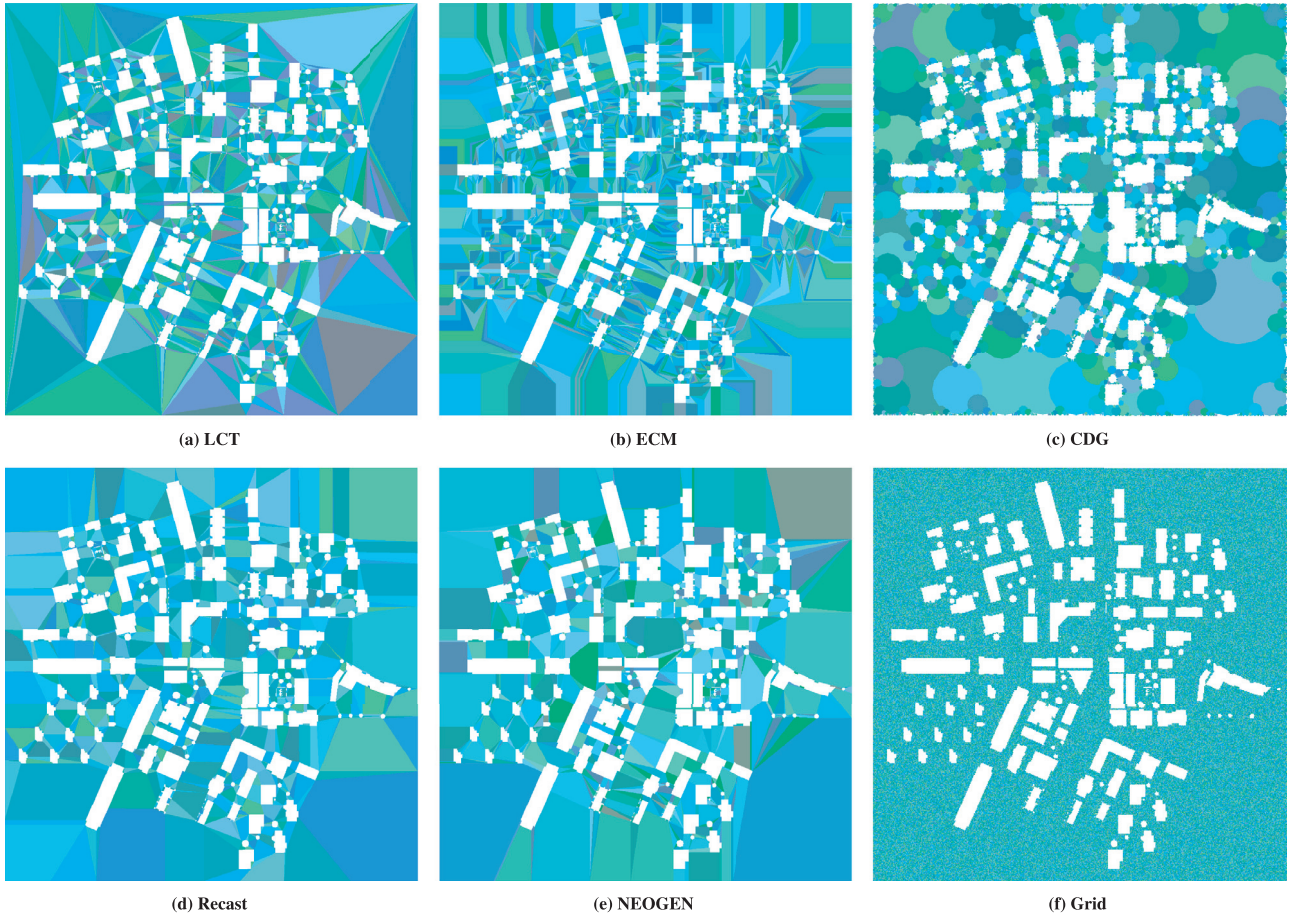 (a) LCT
(b) ECM
(c) CDG
(d) Recast
(e) NEOGEN
(f) Grid